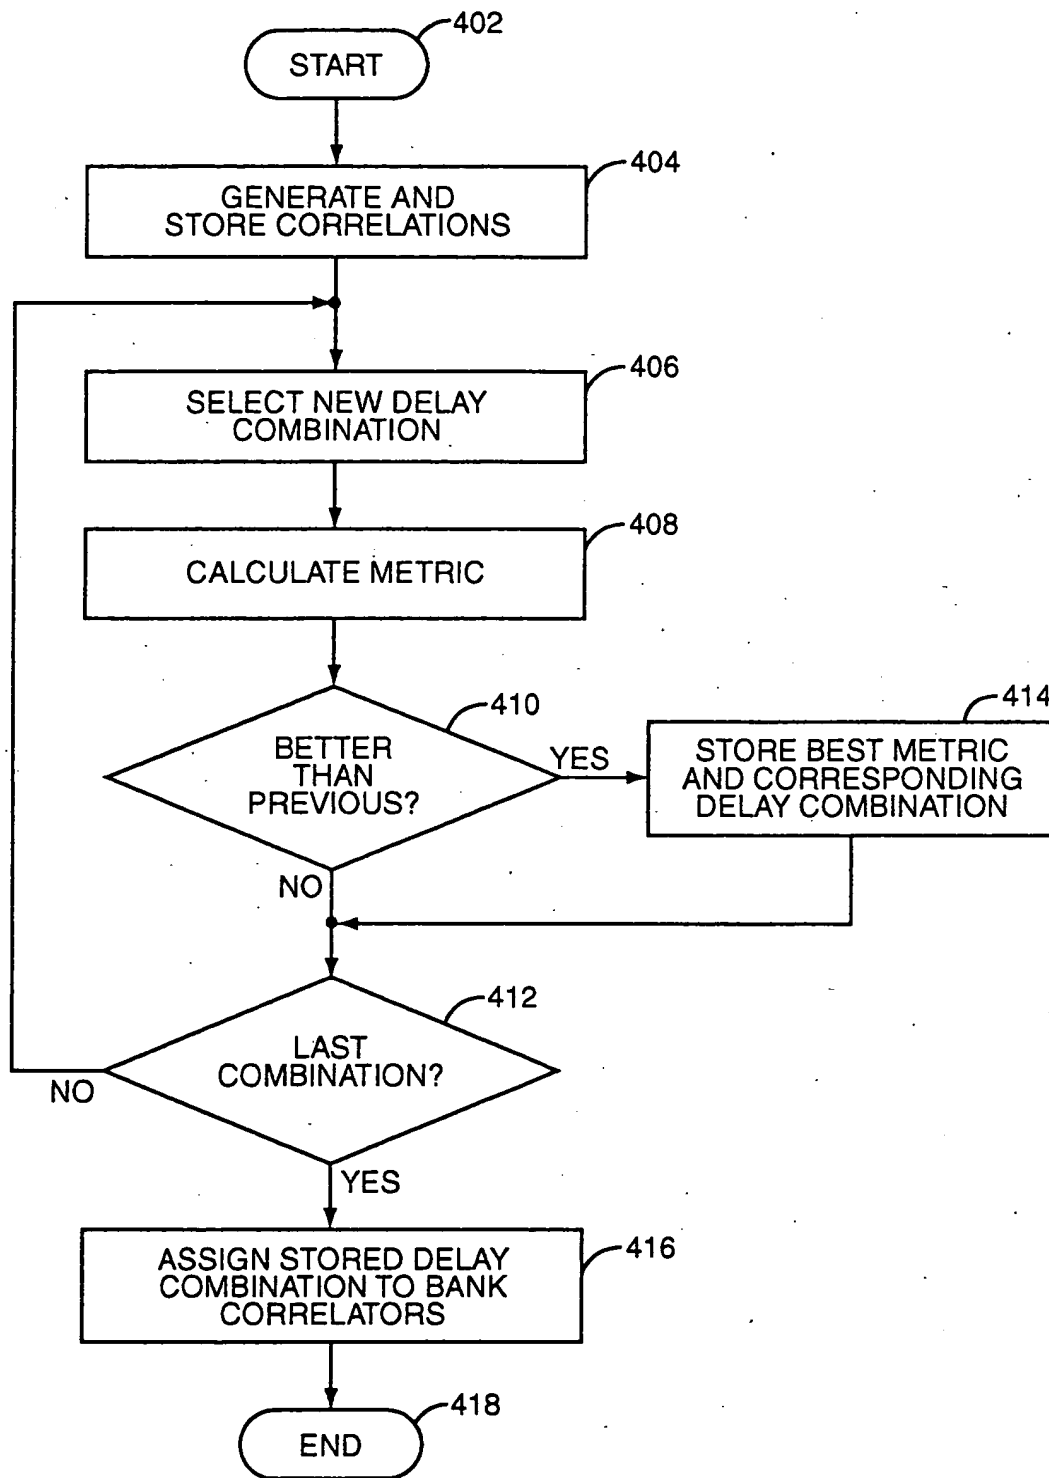 402
START
404
GENERATE AND
STORE CORRELATIONS
406
SELECT NEW DELAY
COMBINATION
408
CALCULATE METRIC
410
BETTER
THAN
PREVIOUS?
YES
414
STORE BEST METRIC
AND CORRESPONDING
DELAY COMBINATION
NO
412
LAST
COMBINATION?
NO
YES
416
ASSIGN STORED DELAY
COMBINATION TO BANK
CORRELATORS
418
END